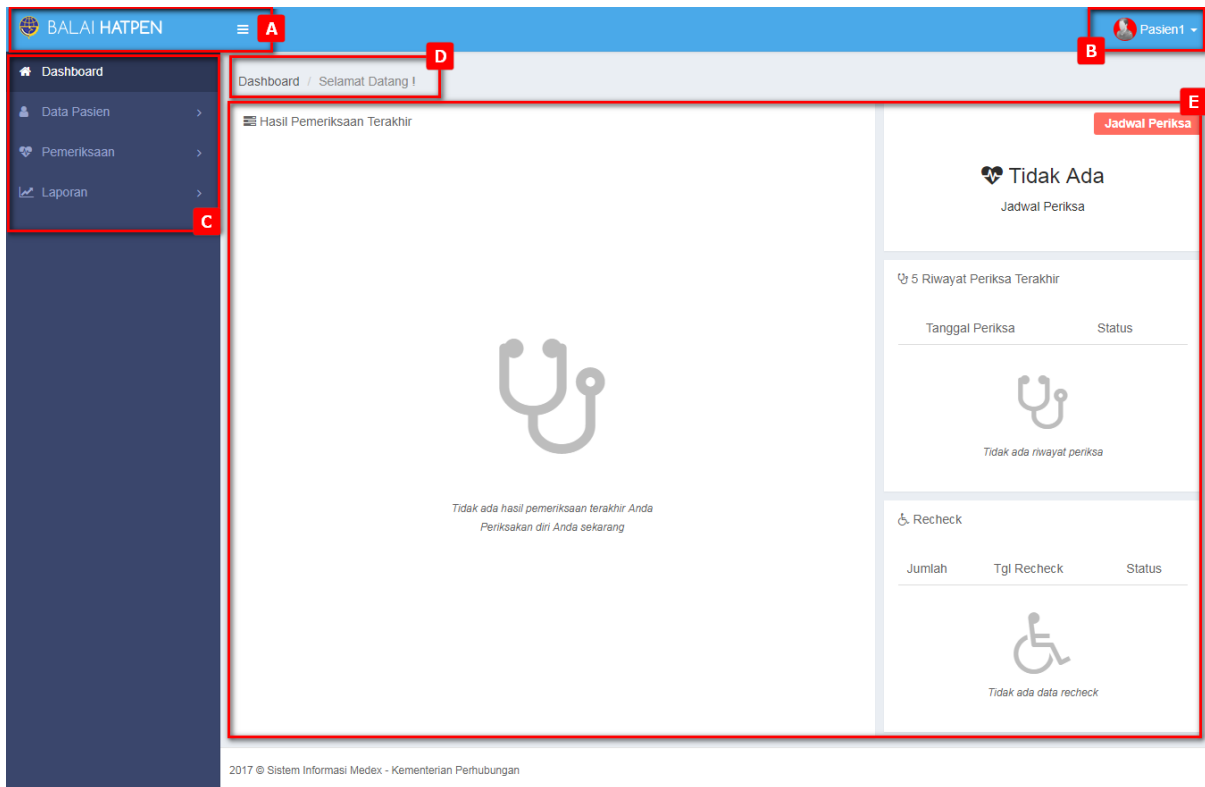 BALAI HATPEN
A
Pasien1
B
Dashboard
Data Pasien
Pemeriksaan
Laporan
C
D
Dashboard / Selamat Datang !
E
Hasil Pemeriksaan Terakhir
Tidak ada hasil pemeriksaan terakhir Anda
Periksakan diri Anda sekarang
Jadwal Periksa
Tidak Ada
Jadwal Periksa
5 Riwayat Periksa Terakhir
Tanggal Periksa Status
Tidak ada riwayat periksa
Recheck
Jumlah Tgl Recheck Status
Tidak ada data recheck
2017 © Sistem Informasi Medex - Kementerian Perhubungan